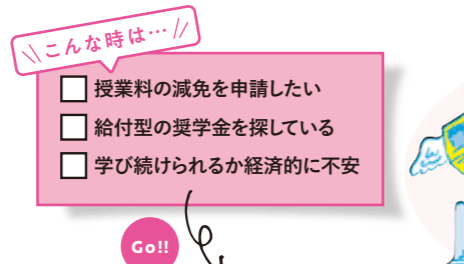 こんな時は…
授業料の減免を申請したい
給付型の奨学金を探している
学び続けられるか経済的に不安
Go!!